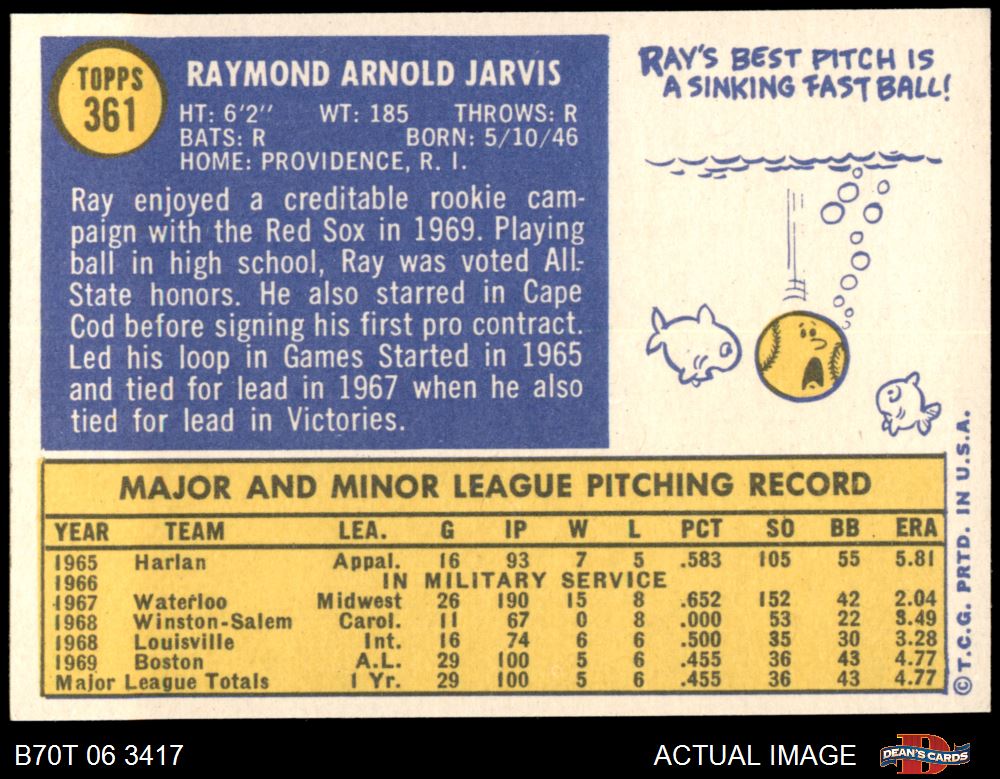 TOPPS
361
RAYMOND ARNOLD JARVIS
HT: 6'2" WT: 185 THROWS: R
BATS: R BORN: 5/10/46
HOME: PROVIDENCE, R. I.
Ray enjoyed a creditable rookie cam-
paign with the Red Sox in 1969. Playing
ball in high school, Ray was voted All-
State honors. He also starred in Cape
Cod before signing his first pro contract.
Led his loop in Games Started in 1965
and tied for lead in 1967 when he also
tied for lead in Victories.
RAY'S BEST PITCH IS
A SINKING FAST BALL!
MAJOR AND MINOR LEAGUE PITCHING RECORD
YEAR TEAM LEA. G IP W L PCT SO BB ERA
1965 Harlan Appal. 16 93 7 5 .583 105 55 5.81
1966 IN MILITARY SERVICE
1967 Waterloo Midwest 26 190 15 8 .652 152 42 2.04
1968 Winston-Salem Carol. 11 67 0 8 .000 53 22 3.49
1968 Louisville Int. 16 74 6 6 .500 35 30 3.28
1969 Boston A.L. 29 100 5 6 .455 36 43 4.77
Major League Totals 1 Yr. 29 100 5 6 .455 36 43 4.77
© T.C.G. PRTD. IN U.S.A.
B70T 06 3417
ACTUAL IMAGE
DEAN'S CARDS